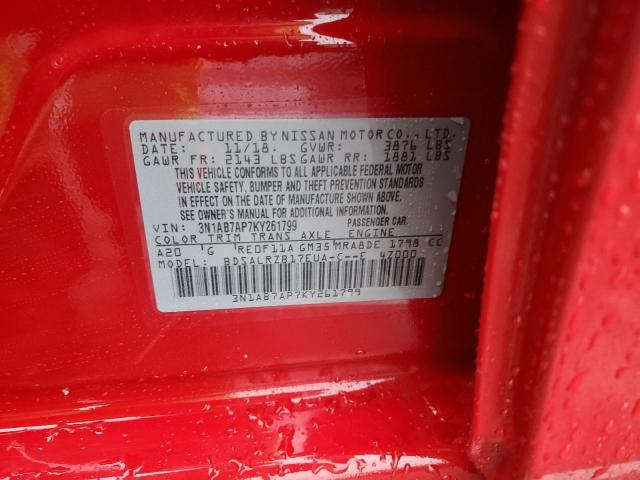 MANUFACTURED BY NISSAN MOTOR CO., LTD.
DATE: 11/18. GVWR: 3876 LBS
GAWR FR: 2143 LBS GAWR RR: 1881 LBS
THIS VEHICLE CONFORMS TO ALL APPLICABLE FEDERAL MOTOR
VEHICLE SAFETY, BUMPER AND THEFT PREVENTION STANDARDS
IN EFFECT ON THE DATE OF MANUFACTURE SHOWN ABOVE.
SEE OWNER'S MANUAL FOR ADDITIONAL INFORMATION.
VIN: 3N1AB7AP7KY261799 PASSENGER CAR.
COLOR TRIM TRANS AXLE ENGINE
A20 G RE0F11A GM35 MRA8DE 1798 CC
MODEL: BDSALRZB17EUA-C--E 47000
3N1AB7AP7KY261799